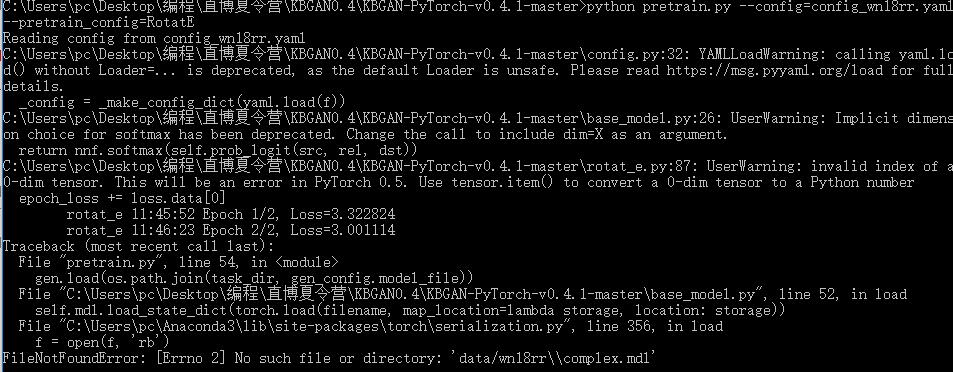 C:\Users\pc\Desktop\编程\直博夏令营\KBGAN0.4\KBGAN-PyTorch-v0.4.1-master>python pretrain.py --config=config_wn18rr.yaml
--pretrain_config=RotatE
Reading config from config_wn18rr.yaml
C:\Users\pc\Desktop\编程\直博夏令营\KBGAN0.4\KBGAN-PyTorch-v0.4.1-master\config.py:32: YAMLLoadWarning: calling yaml.loa
d() without Loader=... is deprecated, as the default Loader is unsafe. Please read https://msg.pyyaml.org/load for full
details.
  _config = _make_config_dict(yaml.load(f))
C:\Users\pc\Desktop\编程\直博夏令营\KBGAN0.4\KBGAN-PyTorch-v0.4.1-master\base_model.py:26: UserWarning: Implicit dimens
on choice for softmax has been deprecated. Change the call to include dim=X as an argument.
  return nnf.softmax(self.prob_logit(src, rel, dst))
C:\Users\pc\Desktop\编程\直博夏令营\KBGAN0.4\KBGAN-PyTorch-v0.4.1-master\rotat_e.py:87: UserWarning: invalid index of a
0-dim tensor. This will be an error in PyTorch 0.5. Use tensor.item() to convert a 0-dim tensor to a Python number
  epoch_loss += loss.data[0]
        rotat_e 11:45:52 Epoch 1/2, Loss=3.322824
        rotat_e 11:46:23 Epoch 2/2, Loss=3.001114
Traceback (most recent call last):
  File "pretrain.py", line 54, in <module>
    gen.load(os.path.join(task_dir, gen_config.model_file))
  File "C:\Users\pc\Desktop\编程\直博夏令营\KBGAN0.4\KBGAN-PyTorch-v0.4.1-master\base_model.py", line 52, in load
    self.mdl.load_state_dict(torch.load(filename, map_location=lambda storage, location: storage))
  File "C:\Users\pc\Anaconda3\lib\site-packages\torch\serialization.py", line 356, in load
    f = open(f, 'rb')
FileNotFoundError: [Errno 2] No such file or directory: 'data/wn18rr\\complex.mdl'